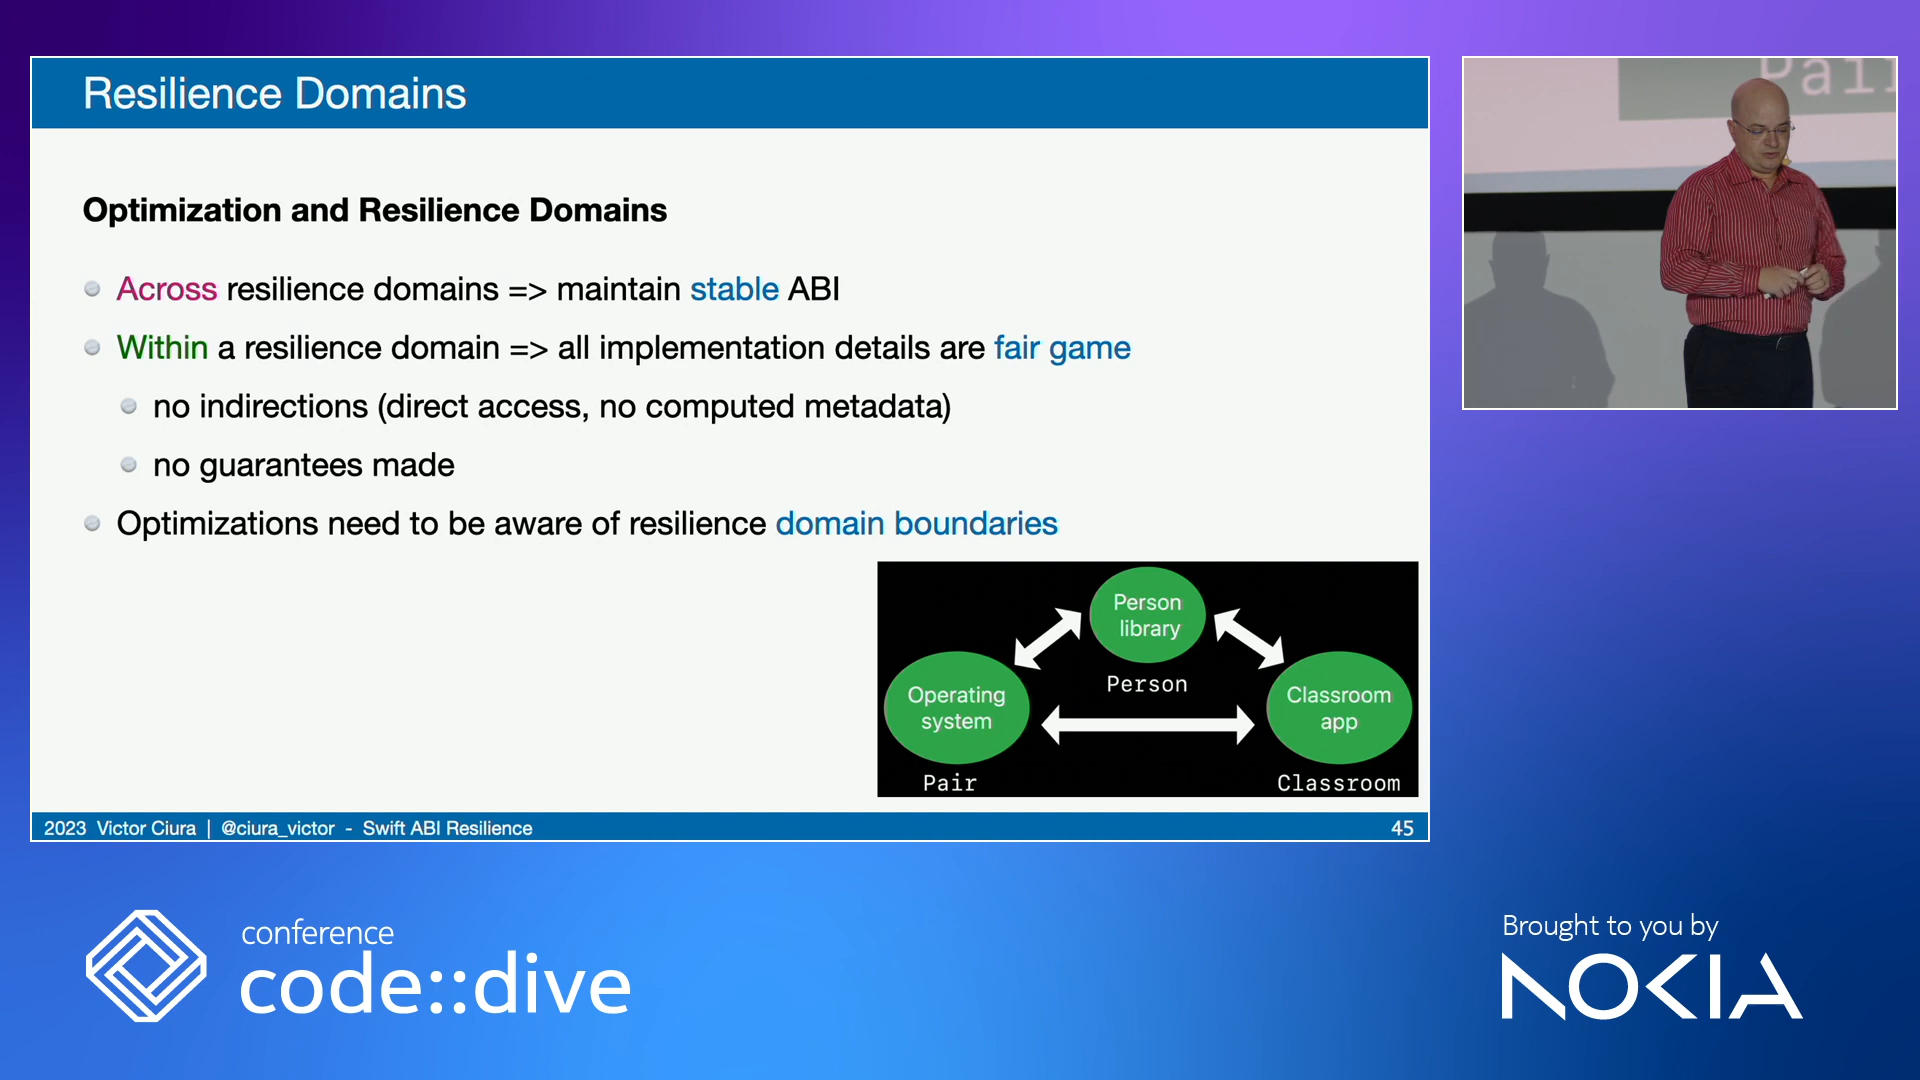 Resilience Domains
Optimization and Resilience Domains
Across resilience domains => maintain stable ABI
Within a resilience domain => all implementation details are fair game
no indirections (direct access, no computed metadata)
no guarantees made
Optimizations need to be aware of resilience domain boundaries
Person
library
Person
Operating
system
Pair
Classroom
app
Classroom
2023 Victor Ciura | @ciura_victor - Swift ABI Resilience
45
conference
code::dive
Brought to you by
NOKIA